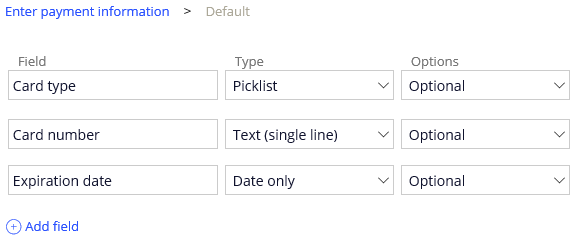 Enter payment information > Default
Field Type Options
Card type Picklist Optional
Card number Text (single line) Optional
Expiration date Date only Optional
Add field